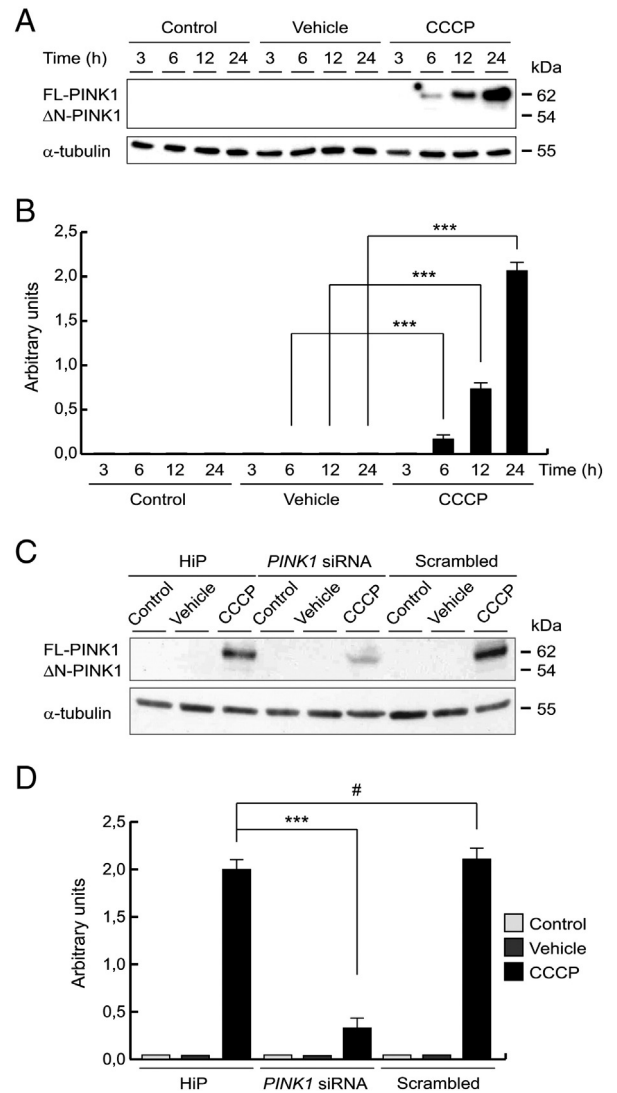 A
Control Vehicle CCCP
Time (h) 3 6 12 24 3 6 12 24 3 6 12 24 kDa
FL-PINK1 62
ΔN-PINK1 54
α-tubulin 55
B
2,5
***
2,0
***
1,5
***
1,0
0,5
0,0
Arbitrary units
3 6 12 24 3 6 12 24 3 6 12 24 Time (h)
Control Vehicle CCCP
C
HiP PINK1 siRNA Scrambled
Control Vehicle CCCP Control Vehicle CCCP Control Vehicle CCCP
kDa
FL-PINK1 62
ΔN-PINK1 54
α-tubulin 55
D
#
***
2,5
2,0
1,5
1,0
0,5
0,0
Arbitrary units
Control
Vehicle
CCCP
HiP PINK1 siRNA Scrambled